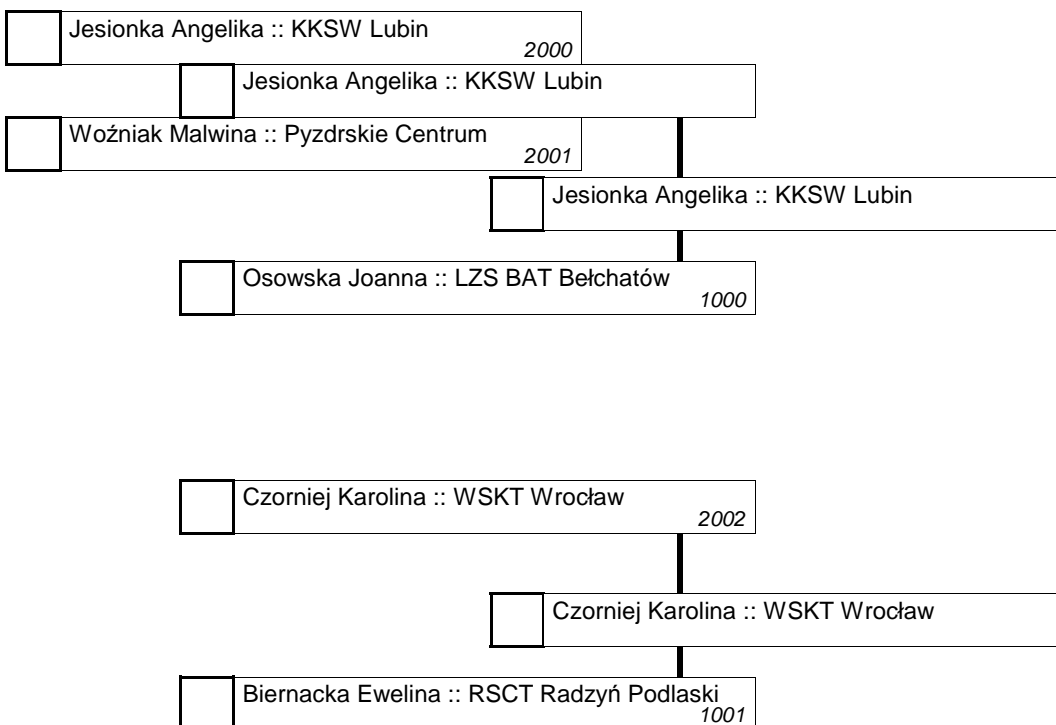 Jesionka Angelika :: KKSW Lubin
2000
Jesionka Angelika :: KKSW Lubin
Woźniak Malwina :: Pyzdrskie Centrum
2001
Jesionka Angelika :: KKSW Lubin
Osowska Joanna :: LZS BAT Bełchatów
1000
Czorniej Karolina :: WSKT Wrocław
2002
Czorniej Karolina :: WSKT Wrocław
Biernacka Ewelina :: RSCT Radzyń Podlaski
1001